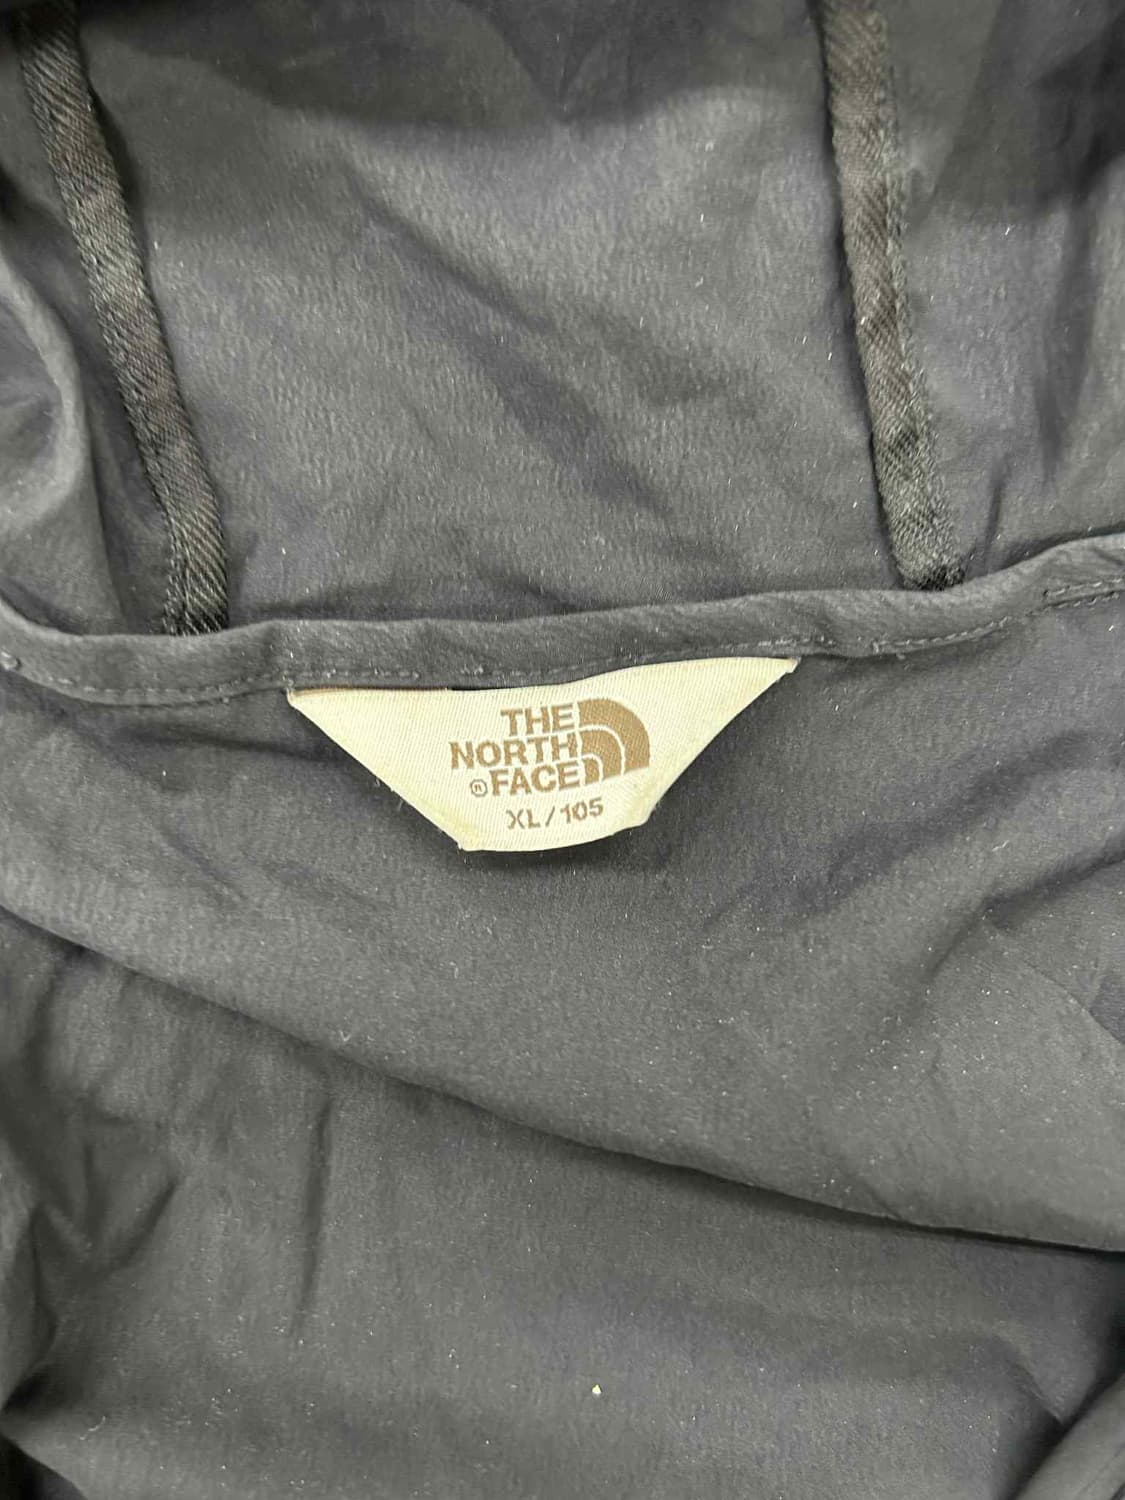 THE
NORTH
® FACE
XL/105